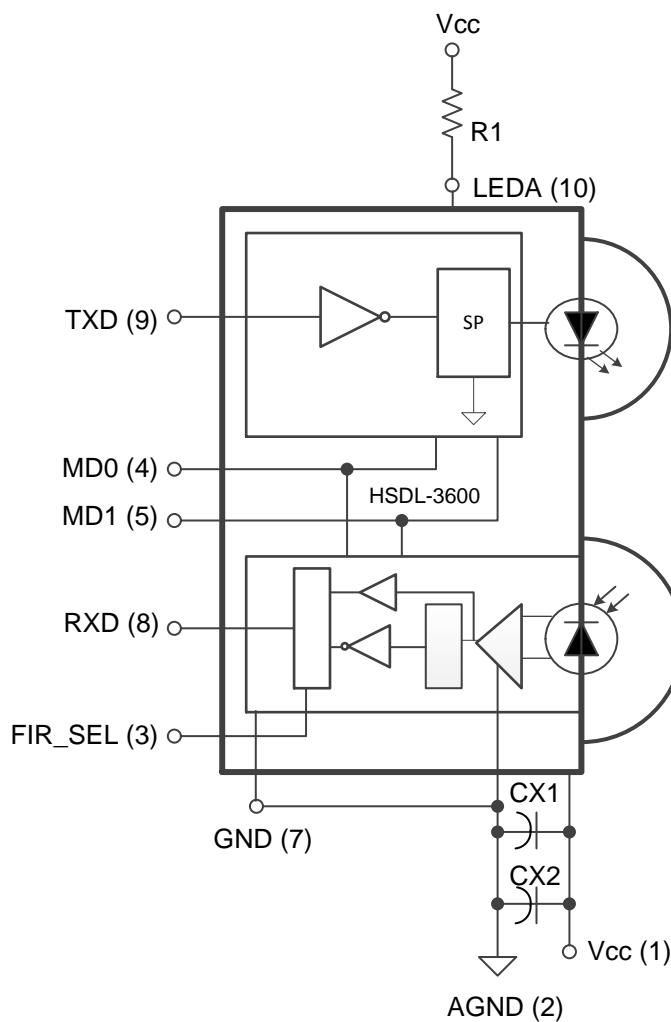 Vcc
R1
LEDA (10)
TXD (9)
SP
MD0 (4)
HSDL-3600
MD1 (5)
RXD (8)
FIR_SEL (3)
CX1
GND (7)
CX2
Vcc (1)
AGND (2)